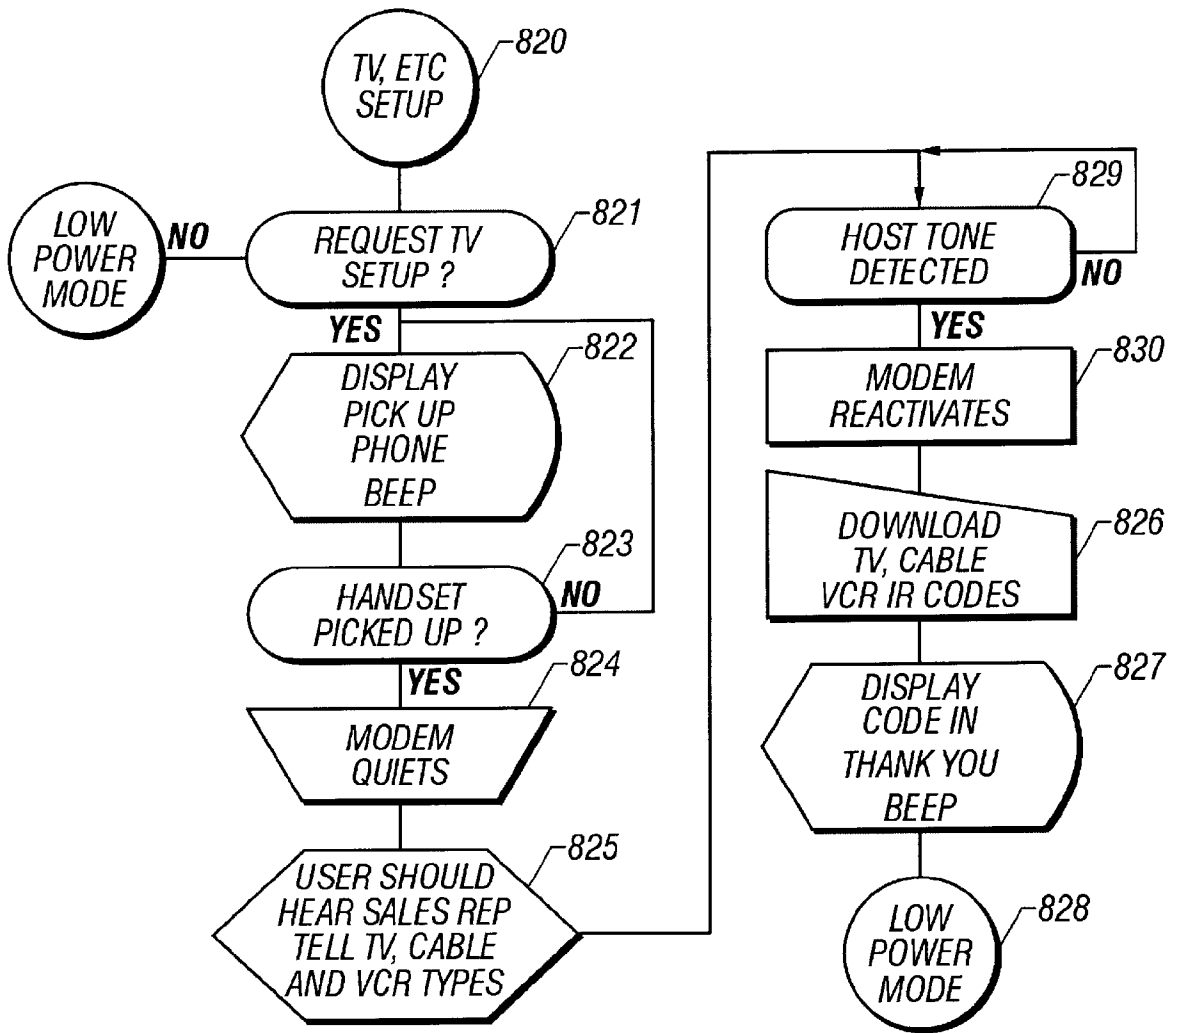 TV, ETC
SETUP
820
LOW
POWER
MODE
NO
REQUEST TV
SETUP ?
821
YES
DISPLAY
PICK UP
PHONE
BEEP
822
HANDSET
PICKED UP ?
823
NO
YES
MODEM
QUIETS
824
USER SHOULD
HEAR SALES REP
TELL TV, CABLE
AND VCR TYPES
825
HOST TONE
DETECTED
829
NO
YES
MODEM
REACTIVATES
830
DOWNLOAD
TV, CABLE
VCR IR CODES
826
DISPLAY
CODE IN
THANK YOU
BEEP
827
LOW
POWER
MODE
828